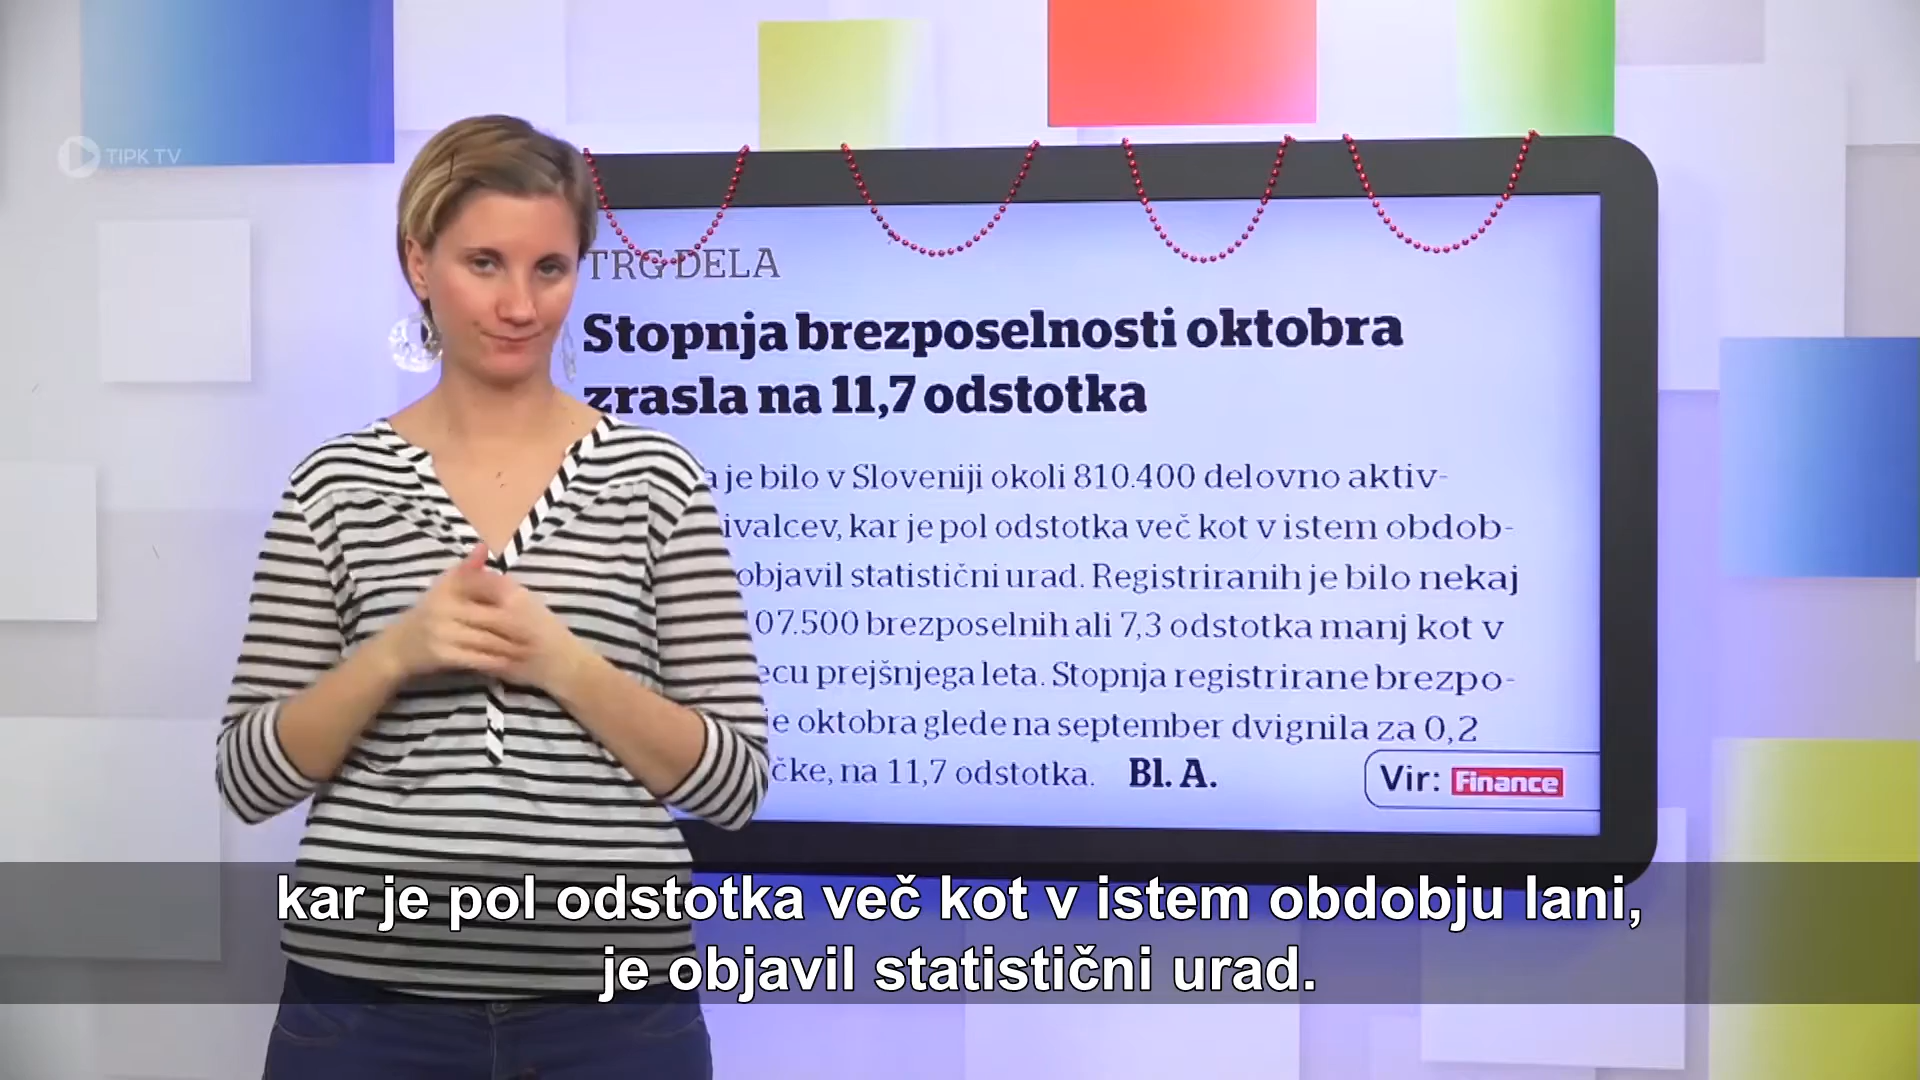 TIPK TV
TRG DELA
Stopnja brezposelnosti oktobra
zrasla na 11,7 odstotka
je bilo v Sloveniji okoli 810.400 delovno aktiv-
ivalcev, kar je pol odstotka več kot v istem obdob-
objavil statistični urad. Registriranih je bilo nekaj
07.500 brezposelnih ali 7,3 odstotka manj kot v
ecu prejšnjega leta. Stopnja registrirane brezpo-
je oktobra glede na september dvignila za 0,2
čke, na 11,7 odstotka. Bl. A.
Vir: Finance
kar je pol odstotka več kot v istem obdobju lani,
je objavil statistični urad.